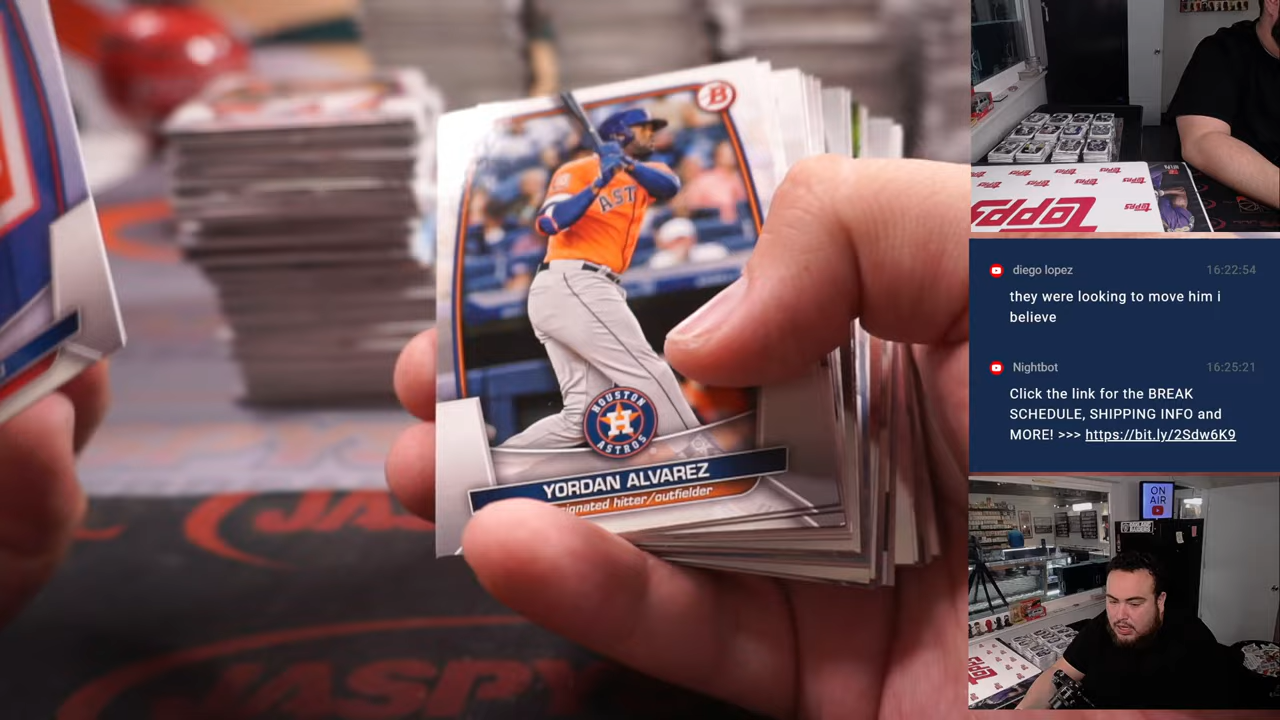 B
AST
HOUSTON
H
ASTROS
YORDAN ALVAREZ
signated hitter/outfielder
JASPY
TOPPS
diego lopez 16:22:54
they were looking to move him i
believe
Nightbot 16:25:21
Click the link for the BREAK
SCHEDULE, SHIPPING INFO and
MORE! >>> https://bit.ly/2Sdw6K9
ON
AIR